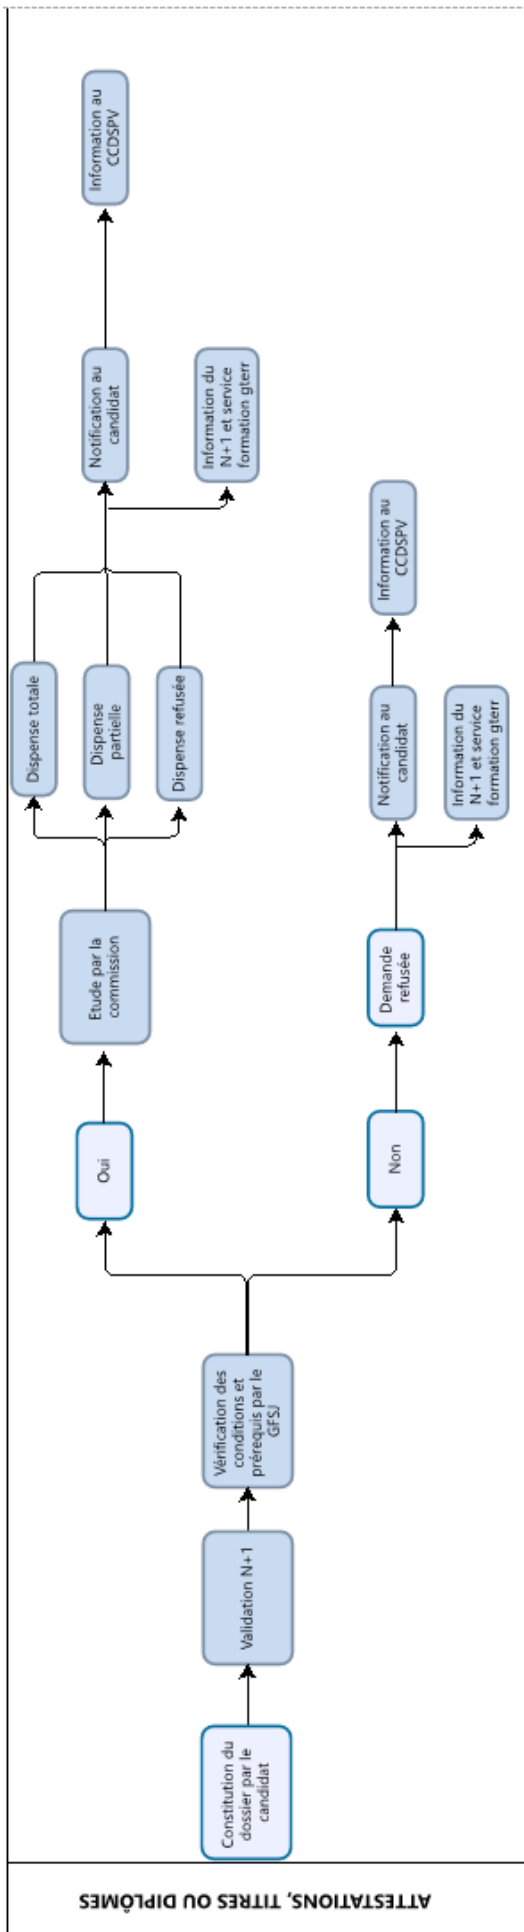 ATTESTATIONS, TITRES OU DIPLÔMES
Constitution du
dossier par le
candidat
Validation N+1
Vérification des
conditions et
prérequis par le
GFSJ
Oui
Etude par la
commission
Dispense totale
Dispense
partielle
Dispense refusée
Notification au
candidat
Information du
N+1 et service
formation gterr
Information au
CCDSPV
Non
Demande
refusée
Notification au
candidat
Information du
N+1 et service
formation gterr
Information au
CCDSPV